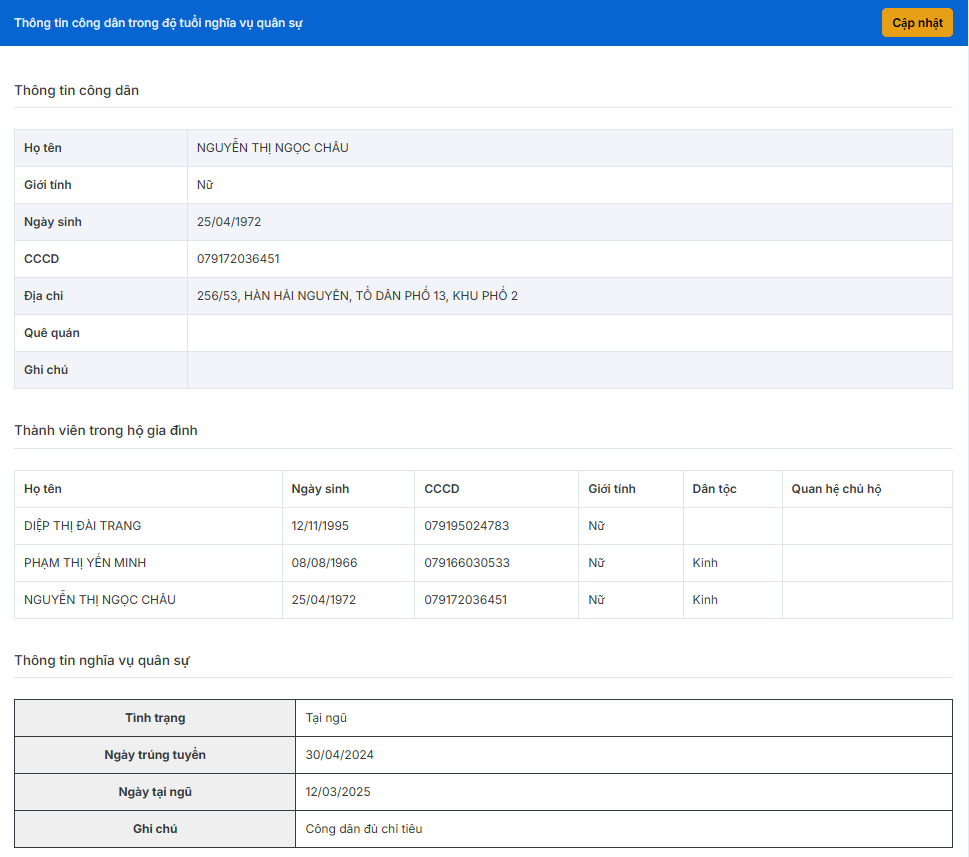 Thông tin công dân trong độ tuổi nghĩa vụ quân sự
Cập nhật
Thông tin công dân
Họ tên NGUYỄN THỊ NGỌC CHÂU
Giới tính Nữ
Ngày sinh 25/04/1972
CCCD 079172036451
Địa chỉ 256/53, HÀN HẢI NGUYÊN, TỔ DÂN PHỐ 13, KHU PHỐ 2
Quê quán
Ghi chú
Thành viên trong hộ gia đình
Họ tên Ngày sinh CCCD Giới tính Dân tộc Quan hệ chủ hộ
DIỆP THỊ ĐÀI TRANG 12/11/1995 079195024783 Nữ
PHẠM THỊ YẾN MINH 08/08/1966 079166030533 Nữ Kinh
NGUYỄN THỊ NGỌC CHÂU 25/04/1972 079172036451 Nữ Kinh
Thông tin nghĩa vụ quân sự
Tình trạng Tại ngũ
Ngày trúng tuyển 30/04/2024
Ngày tại ngũ 12/03/2025
Ghi chú Công dân đủ chỉ tiêu